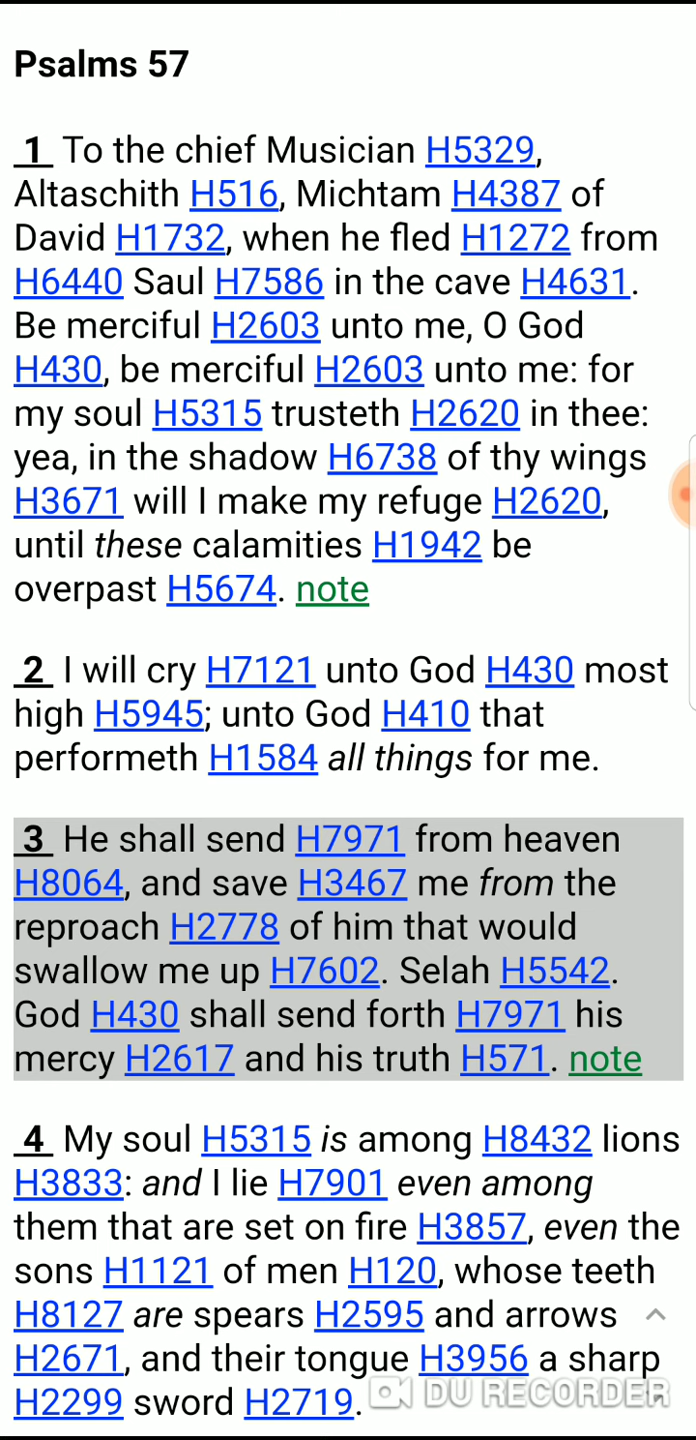 Psalms 57
1 To the chief Musician H5329,
Altaschith H516, Michtam H4387 of
David H1732, when he fled H1272 from
H6440 Saul H7586 in the cave H4631.
Be merciful H2603 unto me, O God
H430, be merciful H2603 unto me: for
my soul H5315 trusteth H2620 in thee:
yea, in the shadow H6738 of thy wings
H3671 will I make my refuge H2620,
until these calamities H1942 be
overpast H5674. note
2 I will cry H7121 unto God H430 most
high H5945; unto God H410 that
performeth H1584 all things for me.
3 He shall send H7971 from heaven
H8064, and save H3467 me from the
reproach H2778 of him that would
swallow me up H7602. Selah H5542.
God H430 shall send forth H7971 his
mercy H2617 and his truth H571. note
4 My soul H5315 is among H8432 lions
H3833: and I lie H7901 even among
them that are set on fire H3857, even the
sons H1121 of men H120, whose teeth
H8127 are spears H2595 and arrows
H2671, and their tongue H3956 a sharp
H2299 sword H2719.
DU RECORDER